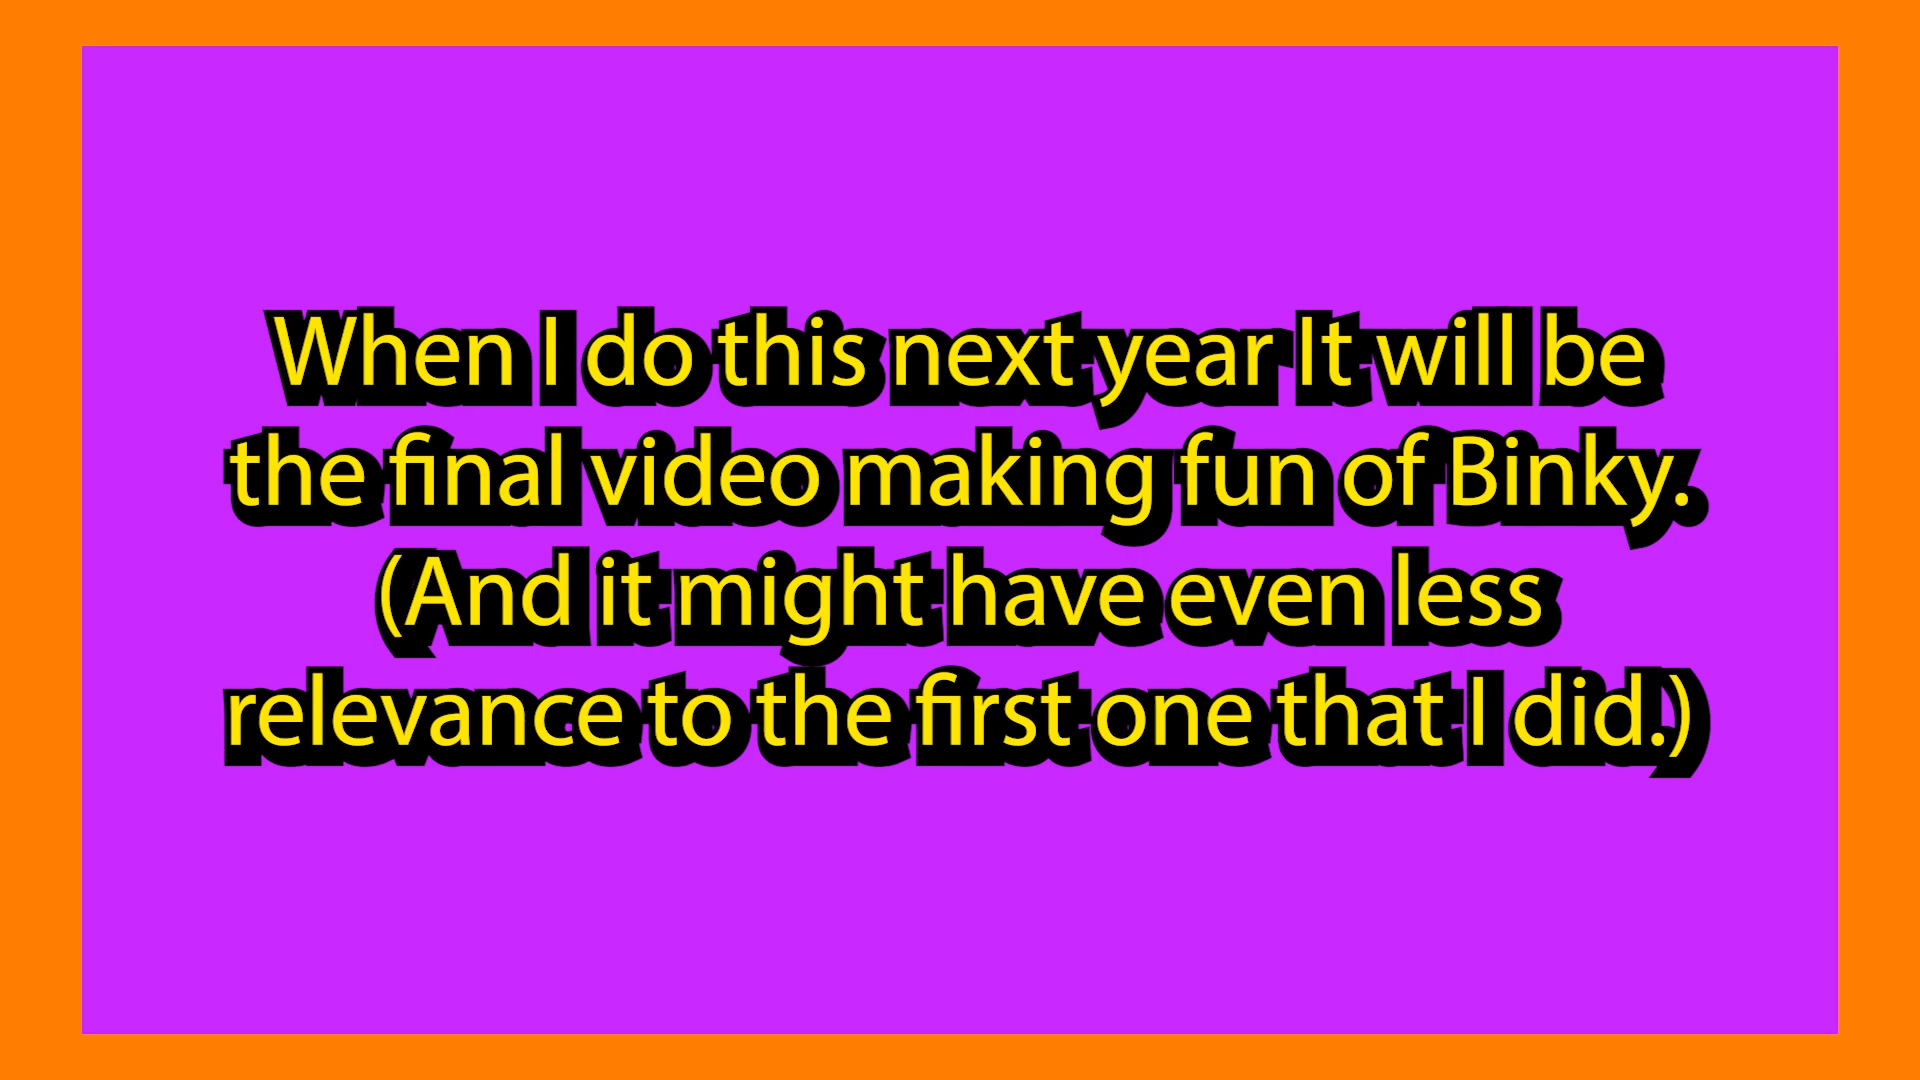 When I do this next year It will be
the final video making fun of Binky.
(And it might have even less
relevance to the first one that I did.)